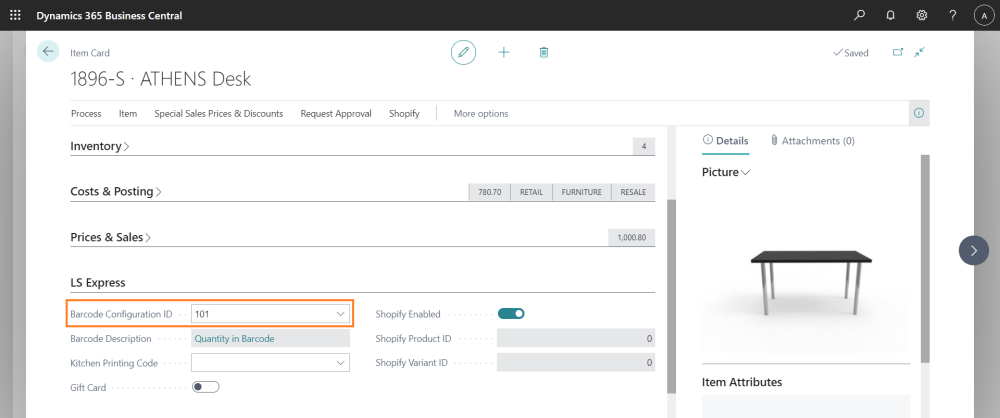 Dynamics 365 Business Central
A
Item Card
Saved
1896-S · ATHENS Desk
Process Item Special Sales Prices & Discounts Request Approval Shopify More options
Details Attachments (0)
Inventory 4
Picture
Costs & Posting 780.70 RETAIL FURNITURE RESALE
Prices & Sales 1,000.80
LS Express
Barcode Configuration ID 101 Shopify Enabled
Barcode Description Quantity in Barcode Shopify Product ID 0
Kitchen Printing Code Shopify Variant ID 0
Item Attributes
Gift Card